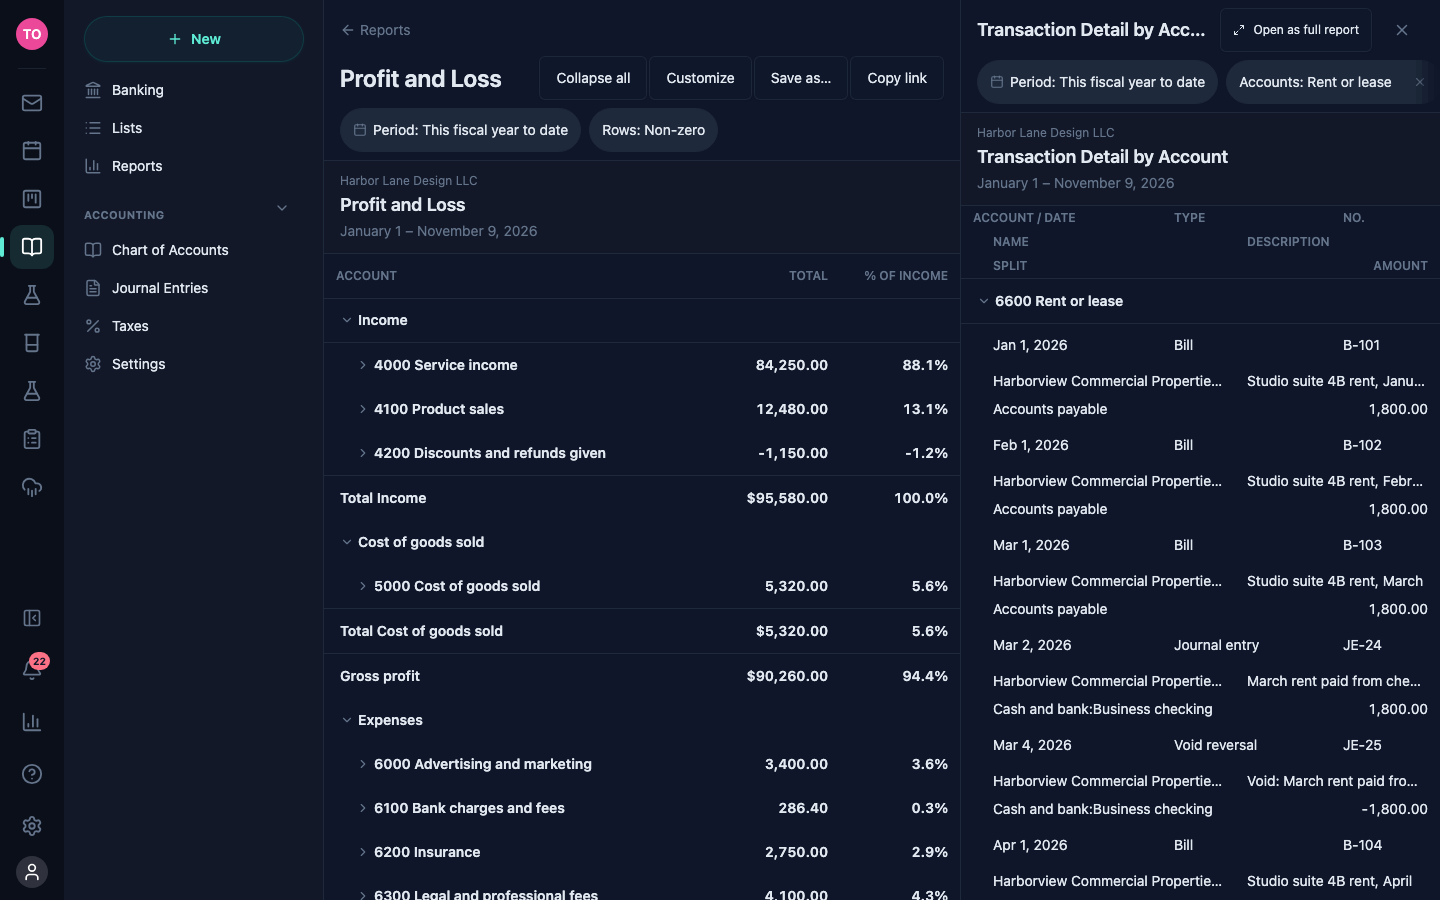 TO
+ New
Banking
Lists
Reports
ACCOUNTING
Chart of Accounts
Journal Entries
Taxes
Settings
22
Reports
Profit and Loss
Collapse all
Customize
Save as...
Copy link
Period: This fiscal year to date
Rows: Non-zero
Harbor Lane Design LLC
Profit and Loss
January 1 – November 9, 2026
ACCOUNT TOTAL % OF INCOME
Income
4000 Service income 84,250.00 88.1%
4100 Product sales 12,480.00 13.1%
4200 Discounts and refunds given -1,150.00 -1.2%
Total Income $95,580.00 100.0%
Cost of goods sold
5000 Cost of goods sold 5,320.00 5.6%
Total Cost of goods sold $5,320.00 5.6%
Gross profit $90,260.00 94.4%
Expenses
6000 Advertising and marketing 3,400.00 3.6%
6100 Bank charges and fees 286.40 0.3%
6200 Insurance 2,750.00 2.9%
6300 Legal and professional fees 4,100.00 4.3%
Transaction Detail by Acc...
Open as full report
Period: This fiscal year to date
Accounts: Rent or lease
Harbor Lane Design LLC
Transaction Detail by Account
January 1 – November 9, 2026
ACCOUNT / DATE TYPE NO.
NAME DESCRIPTION
SPLIT AMOUNT
6600 Rent or lease
Jan 1, 2026 Bill B-101
Harborview Commercial Propertie... Studio suite 4B rent, Janu...
Accounts payable 1,800.00
Feb 1, 2026 Bill B-102
Harborview Commercial Propertie... Studio suite 4B rent, Febr...
Accounts payable 1,800.00
Mar 1, 2026 Bill B-103
Harborview Commercial Propertie... Studio suite 4B rent, March
Accounts payable 1,800.00
Mar 2, 2026 Journal entry JE-24
Harborview Commercial Propertie... March rent paid from che...
Cash and bank:Business checking 1,800.00
Mar 4, 2026 Void reversal JE-25
Harborview Commercial Propertie... Void: March rent paid fro...
Cash and bank:Business checking -1,800.00
Apr 1, 2026 Bill B-104
Harborview Commercial Propertie... Studio suite 4B rent, April